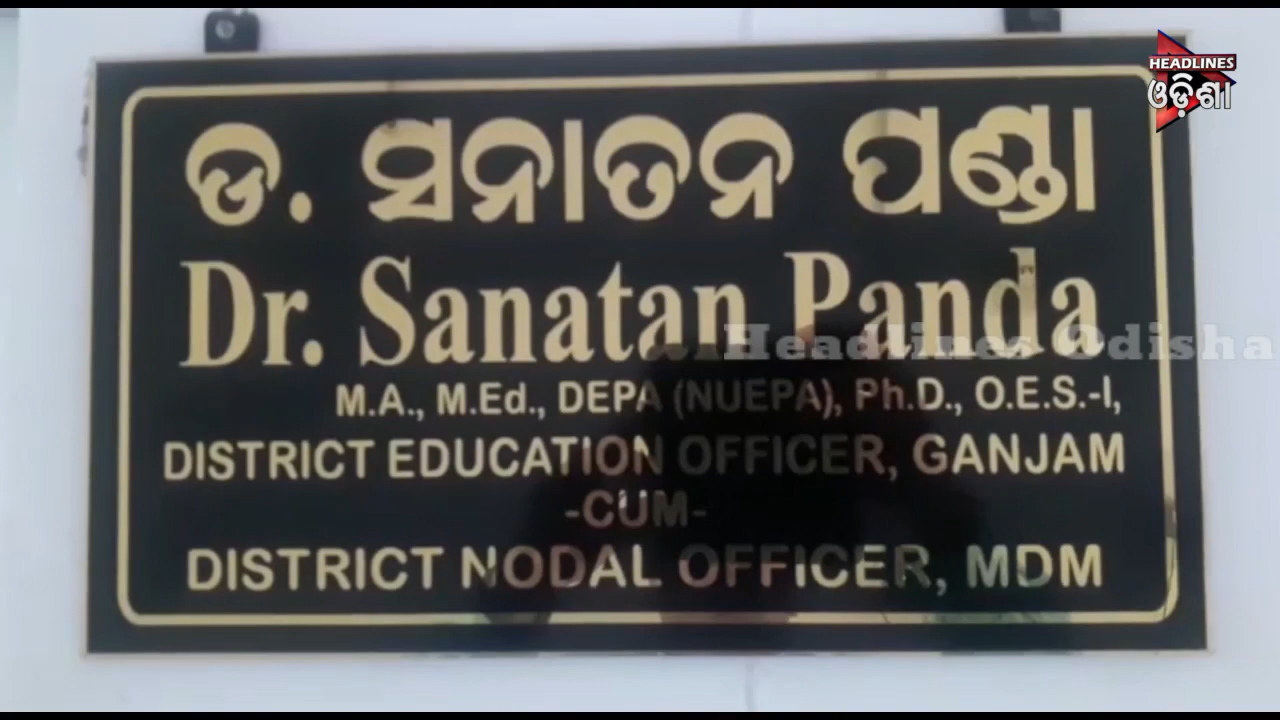 HEADLINES
ଓଡ଼ିଶା
ଡ. ସନାତନ ପଣ୍ଡା
Dr. Sanatan Panda
Headlines Odisha
M.A., M.Ed., DEPA (NUEPA), Ph.D., O.E.S.-I,
DISTRICT EDUCATION OFFICER, GANJAM
-CUM-
DISTRICT NODAL OFFICER, MDM